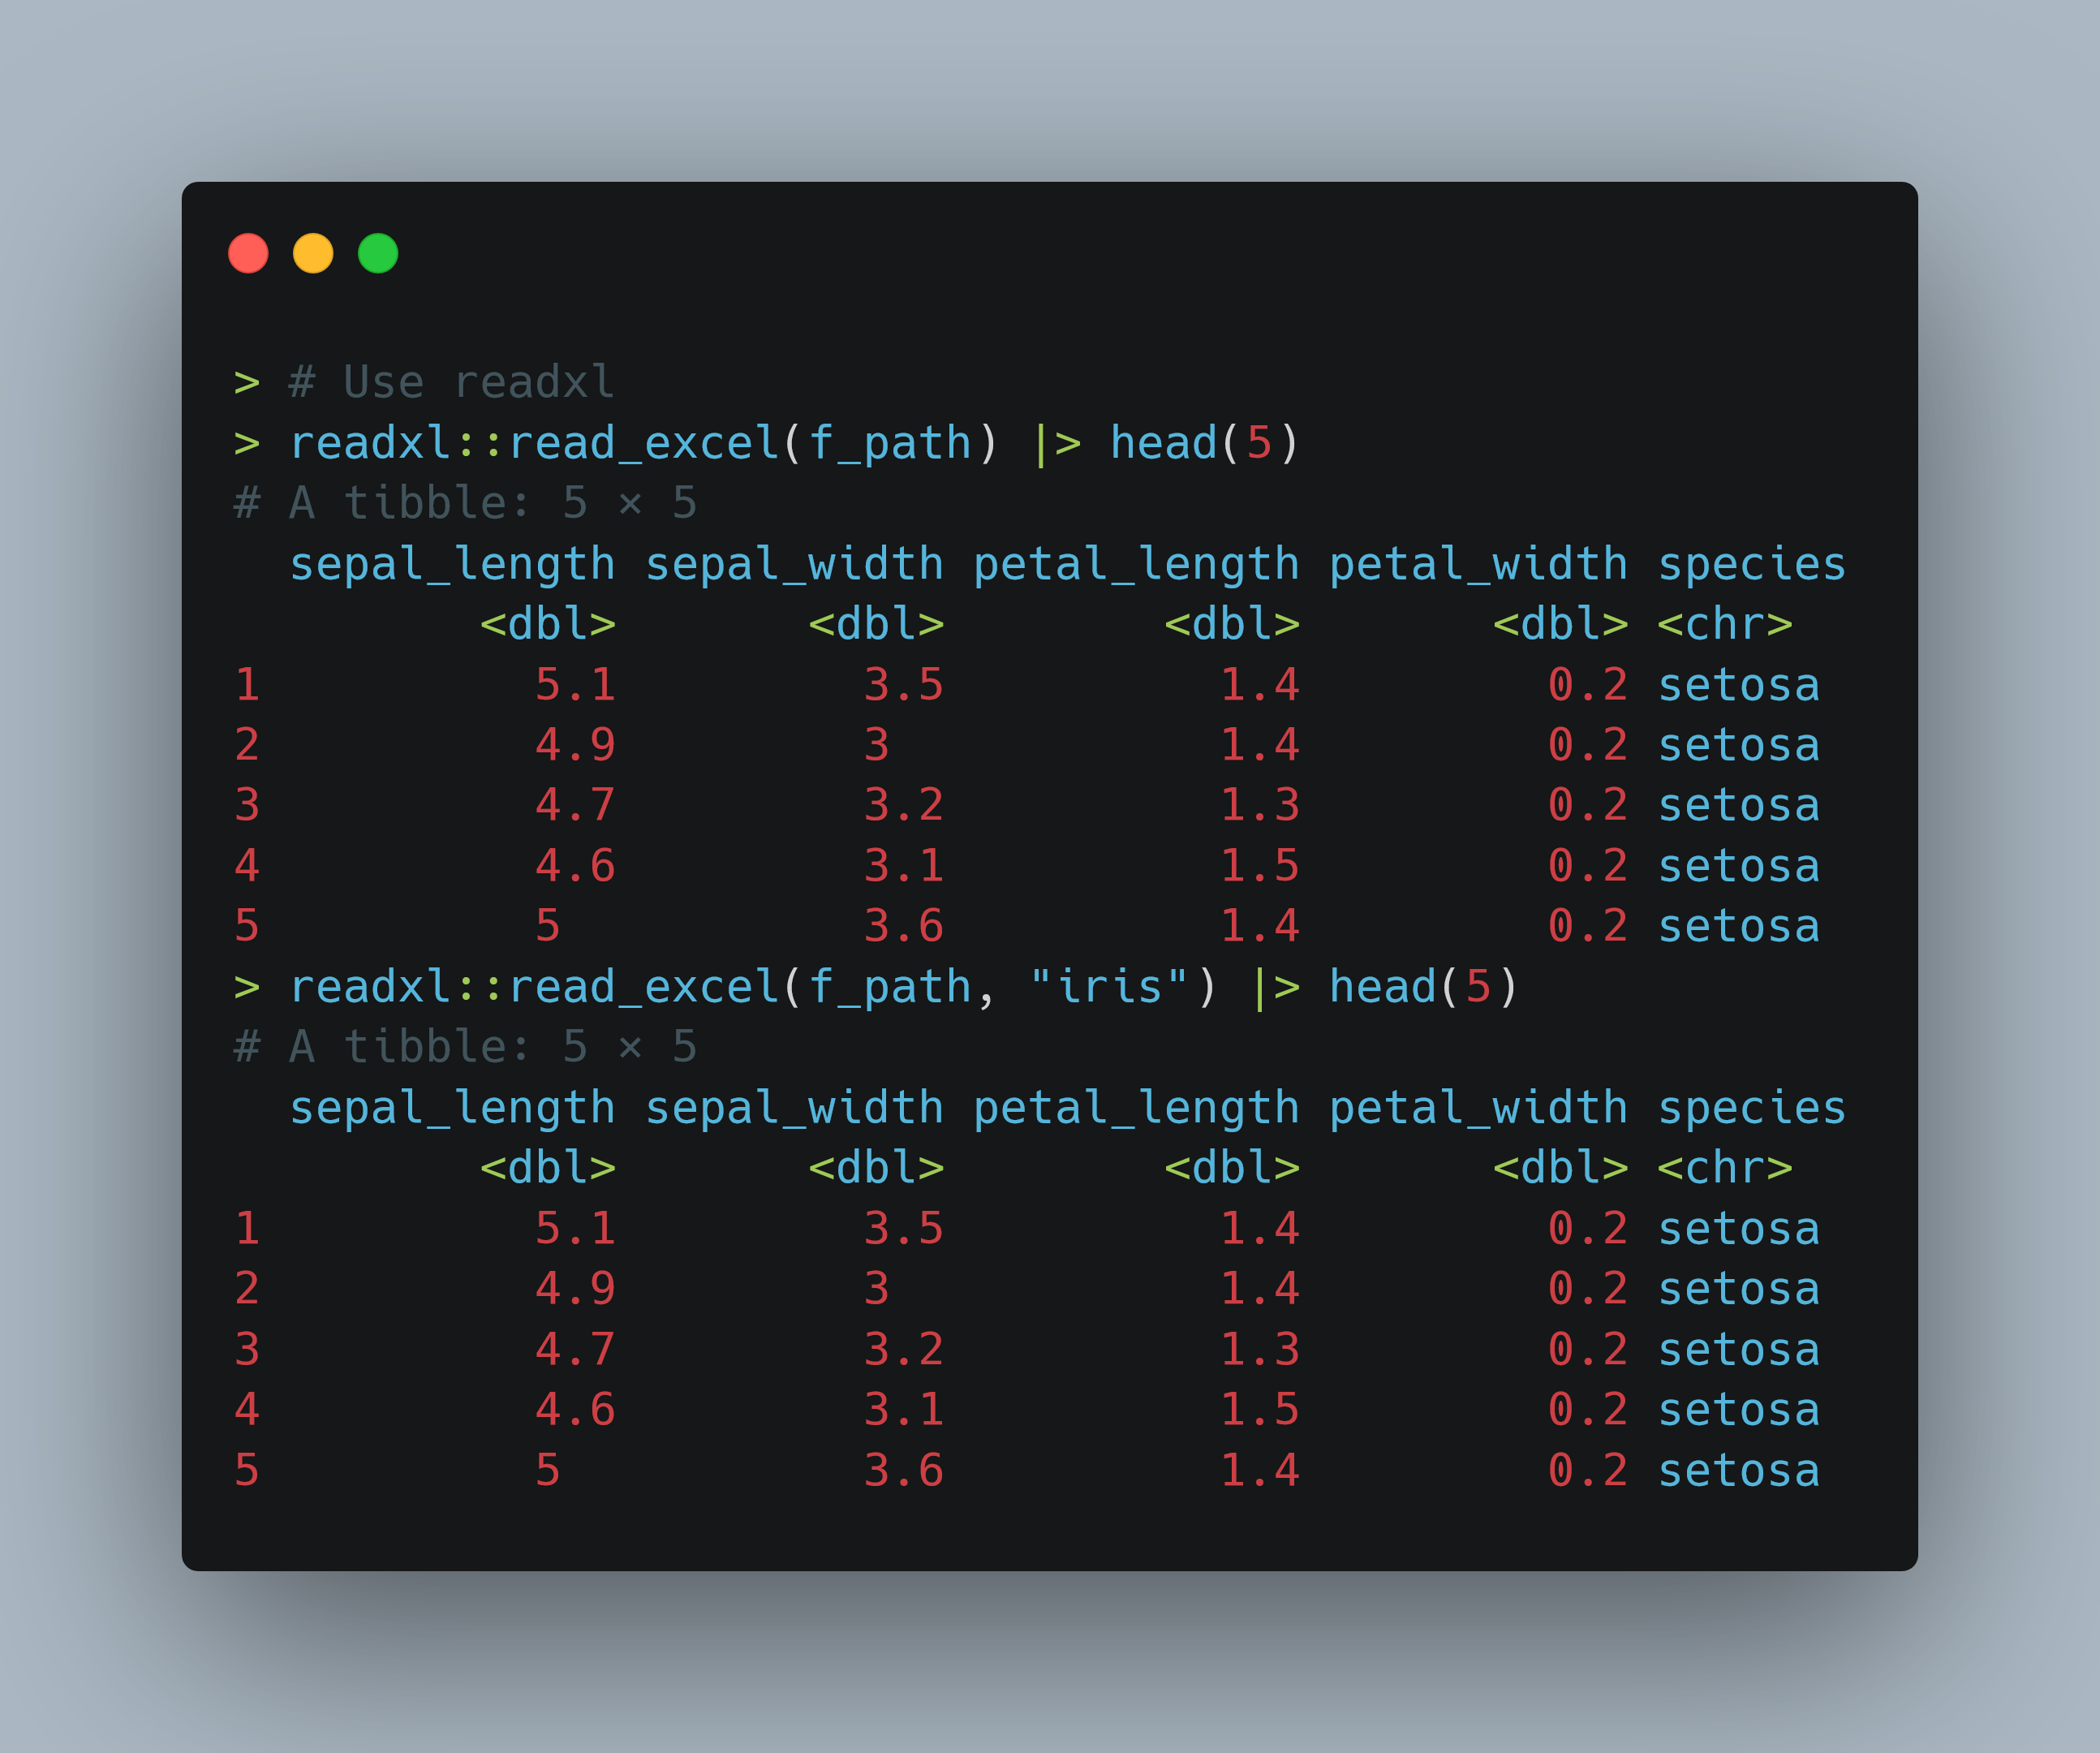 > # Use readxl
> readxl::read_excel(f_path) |> head(5)
# A tibble: 5 × 5
  sepal_length sepal_width petal_length petal_width species
         <dbl>       <dbl>        <dbl>       <dbl> <chr>
1          5.1         3.5          1.4         0.2 setosa
2          4.9         3            1.4         0.2 setosa
3          4.7         3.2          1.3         0.2 setosa
4          4.6         3.1          1.5         0.2 setosa
5          5           3.6          1.4         0.2 setosa
> readxl::read_excel(f_path, "iris") |> head(5)
# A tibble: 5 × 5
  sepal_length sepal_width petal_length petal_width species
         <dbl>       <dbl>        <dbl>       <dbl> <chr>
1          5.1         3.5          1.4         0.2 setosa
2          4.9         3            1.4         0.2 setosa
3          4.7         3.2          1.3         0.2 setosa
4          4.6         3.1          1.5         0.2 setosa
5          5           3.6          1.4         0.2 setosa